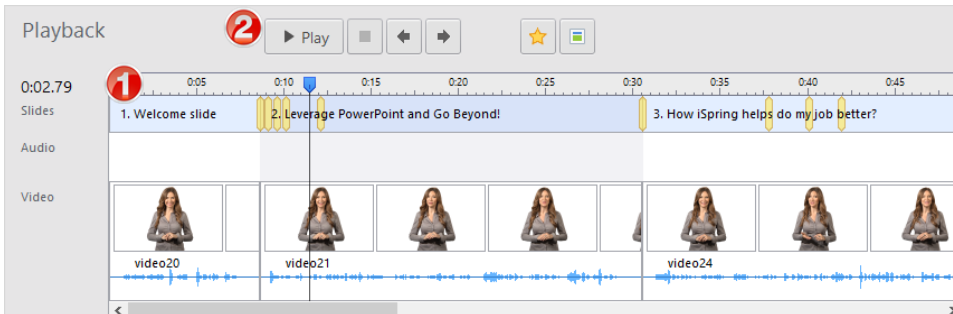 Playback
2
Play
0:02.79
1
0:05
0:10
0:15
0:20
0:25
0:30
0:35
0:40
0:45
Slides
1. Welcome slide
2. Leverage PowerPoint and Go Beyond!
3. How iSpring helps do my job better?
Audio
Video
video20
video21
video24